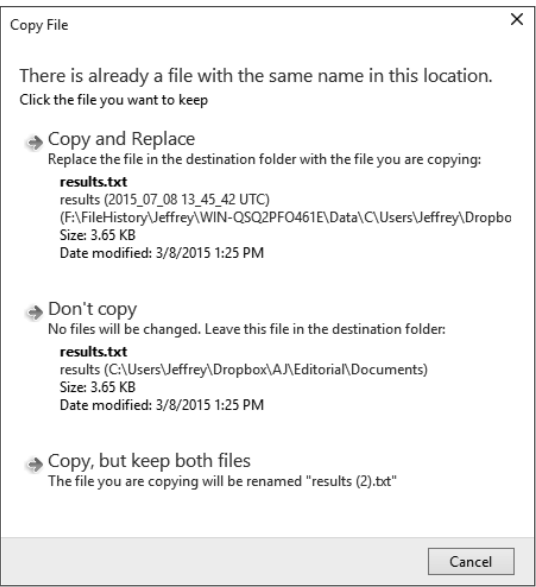 Copy File
There is already a file with the same name in this location.
Click the file you want to keep
Copy and Replace
Replace the file in the destination folder with the file you are copying:
results.txt
results (2015_07_08 13_45_42 UTC)
(F:\FileHistory\Jeffrey\WIN-QSQ2PFO461E\Data\C\Users\Jeffrey\Dropbo
Size: 3.65 KB
Date modified: 3/8/2015 1:25 PM
Don't copy
No files will be changed. Leave this file in the destination folder:
results.txt
results (C:\Users\Jeffrey\Dropbox\AJ\Editorial\Documents)
Size: 3.65 KB
Date modified: 3/8/2015 1:25 PM
Copy, but keep both files
The file you are copying will be renamed "results (2).txt"
Cancel